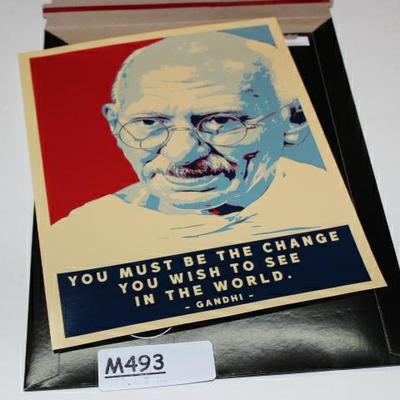 YOU MUST BE THE CHANGE
YOU WISH TO SEE
IN THE WORLD.
- GANDHI -
M493